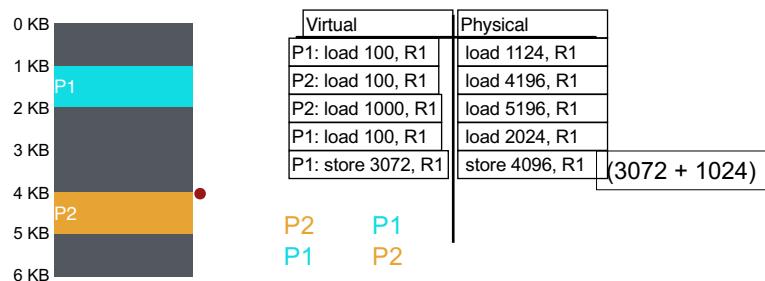 0 KB
1 KB
P1
2 KB
3 KB
4 KB
P2
5 KB
6 KB
Virtual Physical
P1: load 100, R1 load 1124, R1
P2: load 100, R1 load 4196, R1
P2: load 1000, R1 load 5196, R1
P1: load 100, R1 load 2024, R1
P1: store 3072, R1 store 4096, R1 (3072 + 1024)
P2 P1
P1 P2